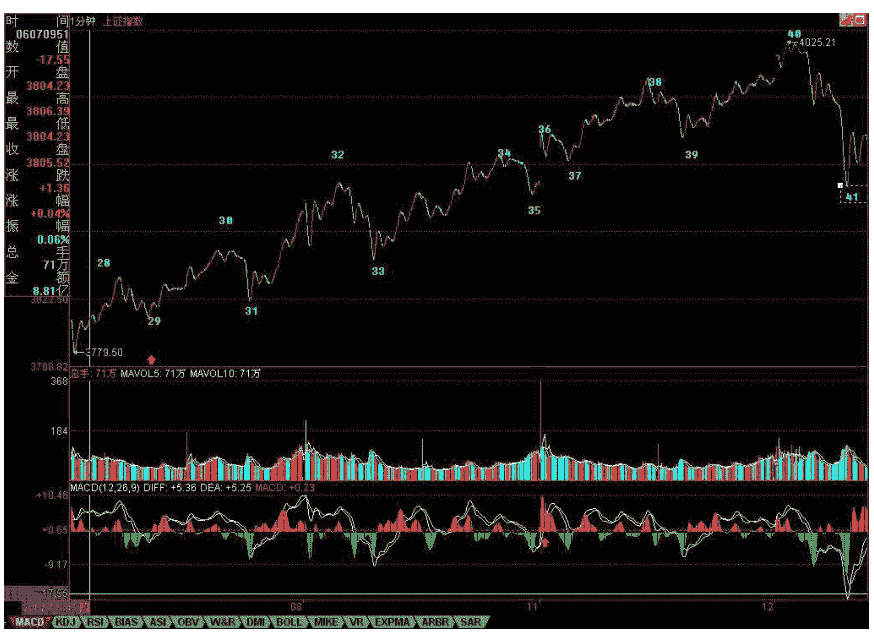 时 间 1分钟 上证指数
06070951
数 值
-17.55
开 盘
3804.23
最 高
3806.39
最 低
3804.23
收 盘
3805.52
涨 跌
+1.36
涨 幅
+0.04%
振 幅
0.06%
总 手
71万
金 额
8.81亿
40
4025.21
38
36
34
32
39
37
41
35
30
33
28
31
29
3822.50
3779.50
总手: 71万 MAVOL5: 71万 MAVOL10: 71万
368
184
MACD(12,26,9) DIFF: +5.36 DEA: +5.25 MACD: +0.23
+10.46
+0.65
-9.17
08 11 12
MACD KDJ RSI BIAS ASI OBV W&R DMI BOLL MIKE VR EXPMA ARBR SAR